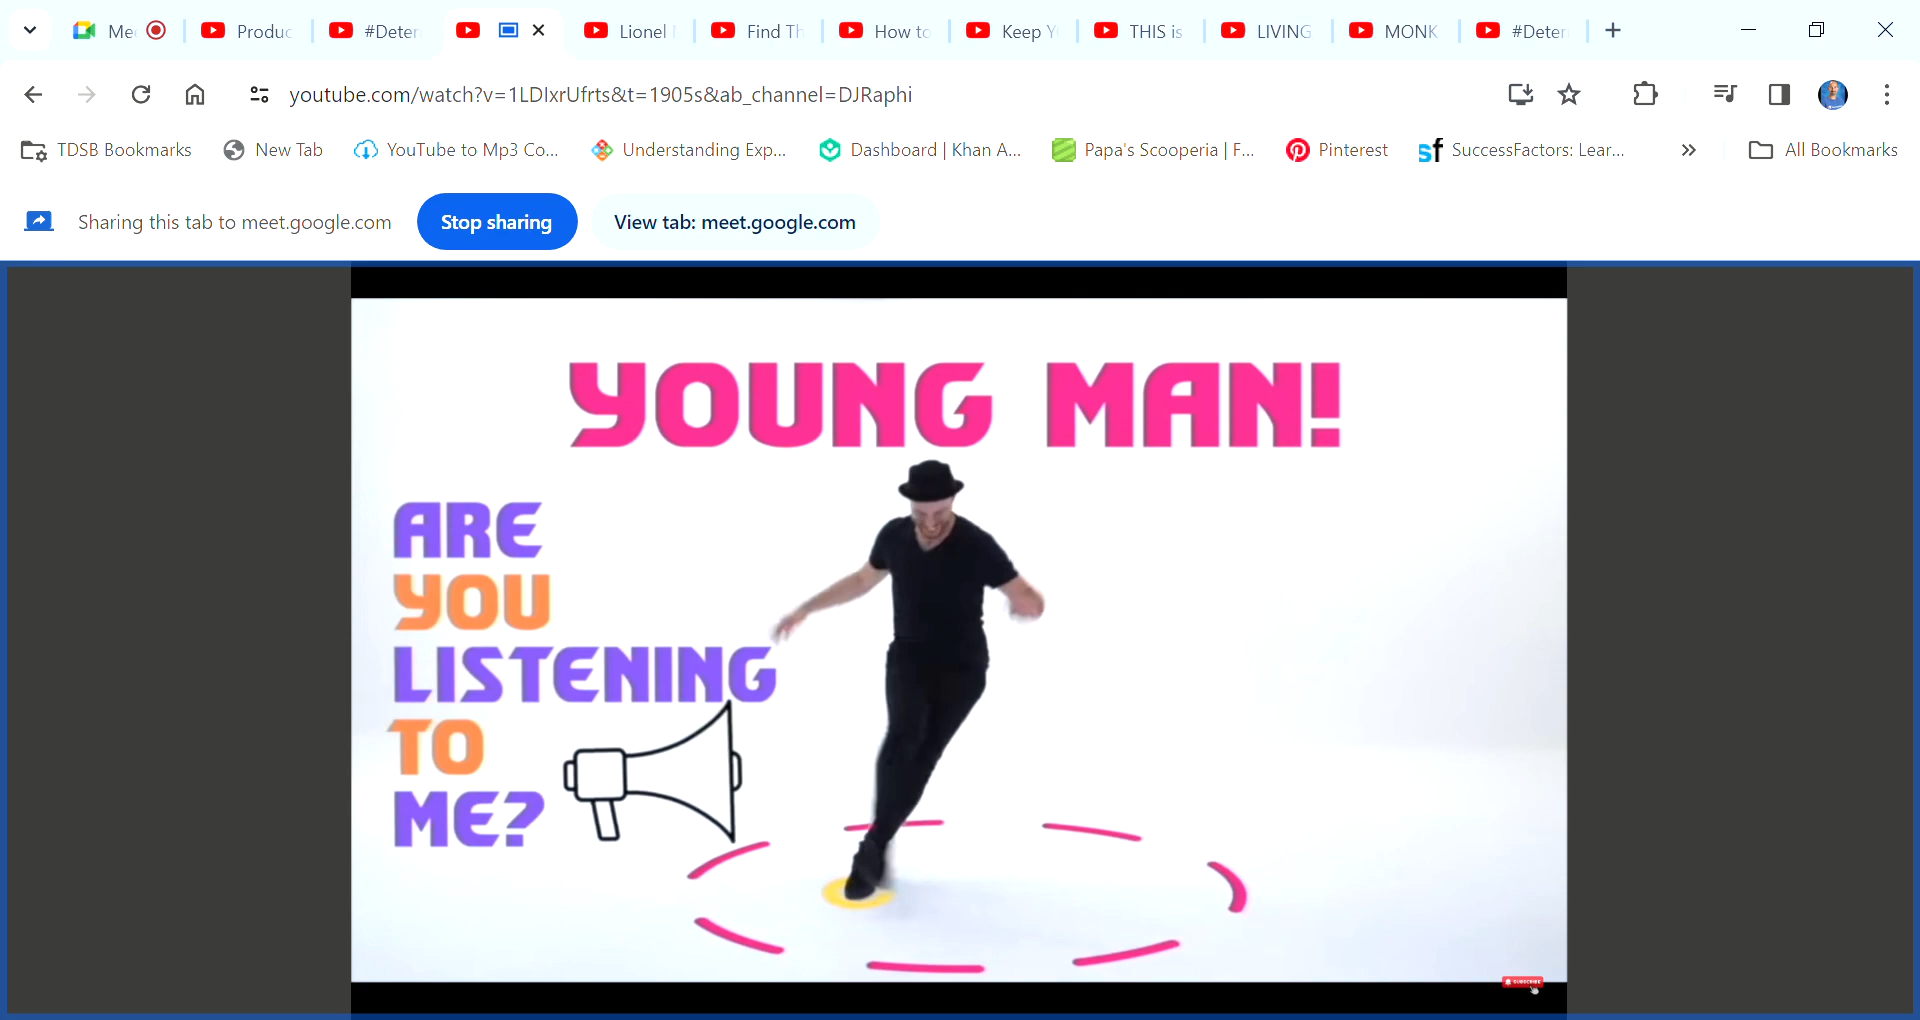 Me
Produc
#Deter
Lionel
Find Th
How to
Keep Y
THIS is
LIVING
MONK
#Deter
youtube.com/watch?v=1LDIxrUfrts&t=1905s&ab_channel=DJRaphi
TDSB Bookmarks
New Tab
YouTube to Mp3 Co...
Understanding Exp...
Dashboard | Khan A...
Papa's Scooperia | F...
Pinterest
sf SuccessFactors: Lear...
All Bookmarks
Sharing this tab to meet.google.com
Stop sharing
View tab: meet.google.com
YOUNG MAN!
ARE
YOU
LISTENING
TO
ME?
SUBSCRIBE